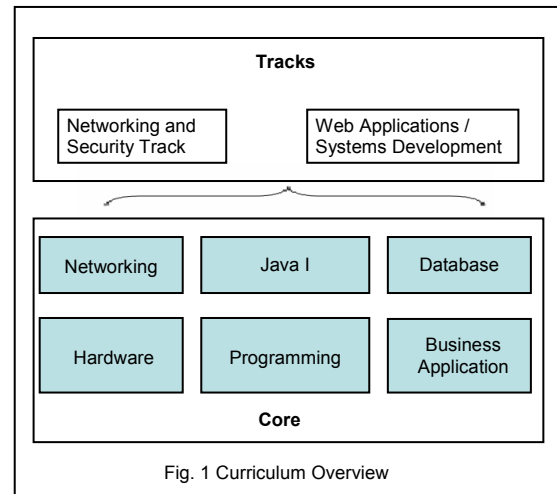 Tracks
Networking and
Security Track
Web Applications /
Systems Development
Networking
Java I
Database
Hardware
Programming
Business
Application
Core
Fig. 1 Curriculum Overview